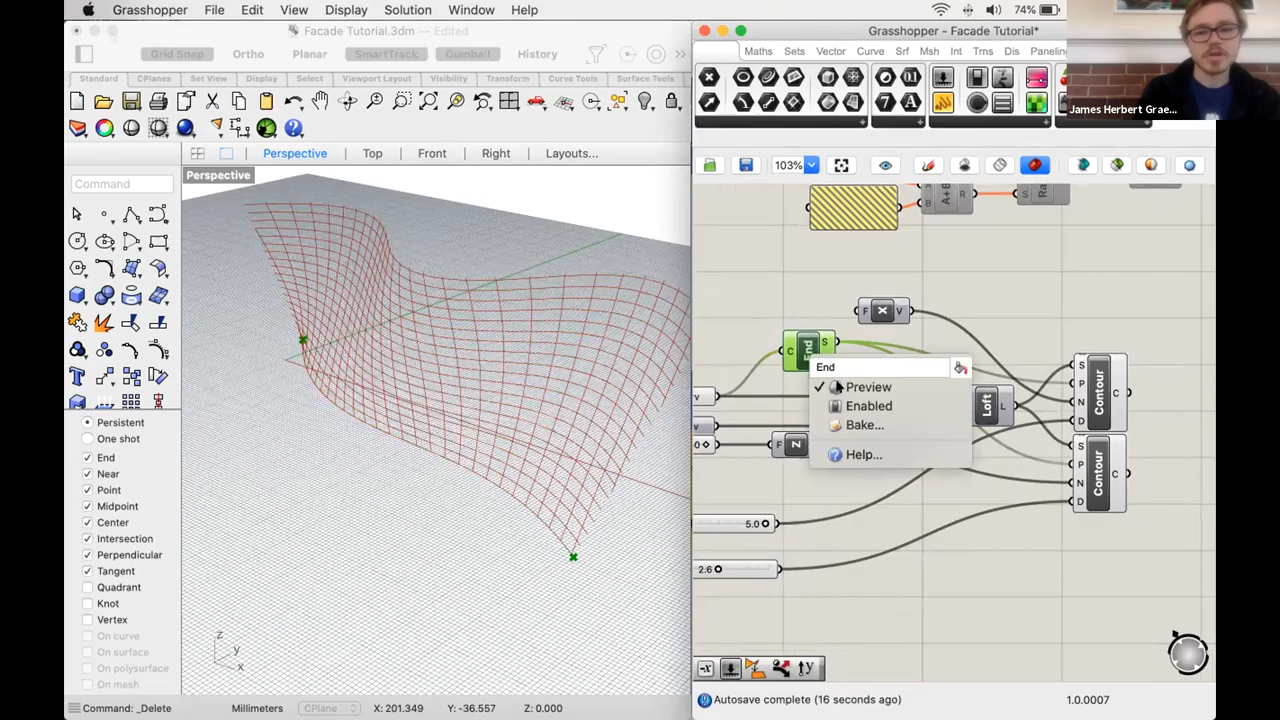 Grasshopper File Edit View Display Solution Window Help 74%
Facade Tutorial.3dm — Edited
Grid Snap Ortho Planar SmartTrack Gumball History
Standard CPlanes Set View Display Select Viewport Layout Visibility Transform Curve Tools Surface Tools
Perspective Top Front Right Layouts...
Perspective
Command
Persistent
One shot
End
Near
Point
Midpoint
Center
Intersection
Perpendicular
Tangent
Quadrant
Knot
Vertex
On curve
On surface
On polysurface
On mesh
z
y
x
Command: _Delete Millimeters CPlane X: 201.349 Y: -36.557 Z: 0.000
Grasshopper - Facade Tutorial*
James Herbert Grae...
Maths Sets Vector Curve Srf Msh Int Tms Dis Paneling
103%
A+B R
B
S Ra
F X V
C End S
End
Preview
Enabled
Bake...
Help...
v
v
0
F Z
Loft L
S
P
N
D
Contour C
S
P
N
D
Contour C
5.0
2.6
Autosave complete (16 seconds ago) 1.0.0007